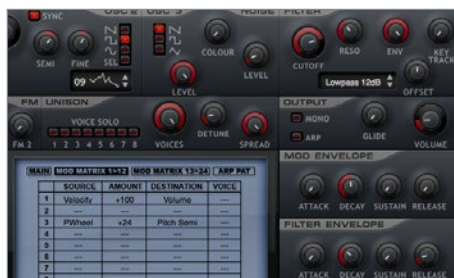 OSC 2 OSC 3 NOISE FILTER
SYNC
SEMI FINE SEL
COLOUR
LEVEL
LEVEL
CUTOFF RESO ENV KEY TRACK
09
Lowpass 12dB
OFFSET
FM UNISON
OUTPUT
VOICE SOLO
1 2 3 4 5 6 7 8
FM 2
VOICES DETUNE SPREAD
MONO
ARP
GLIDE VOLUME
MOD ENVELOPE
ATTACK DECAY SUSTAIN RELEASE
FILTER ENVELOPE
ATTACK DECAY SUSTAIN RELEASE
MAIN MOD MATRIX 1>12 MOD MATRIX 13>24 ARP PAT
SOURCE AMOUNT DESTINATION VOICE
1 Velocity +100 Volume ---
2 --- --- --- ---
3 PWheel +24 Pitch Semi ---
4 --- --- --- ---
5 --- --- --- ---
6 --- --- --- ---
7 --- --- --- ---